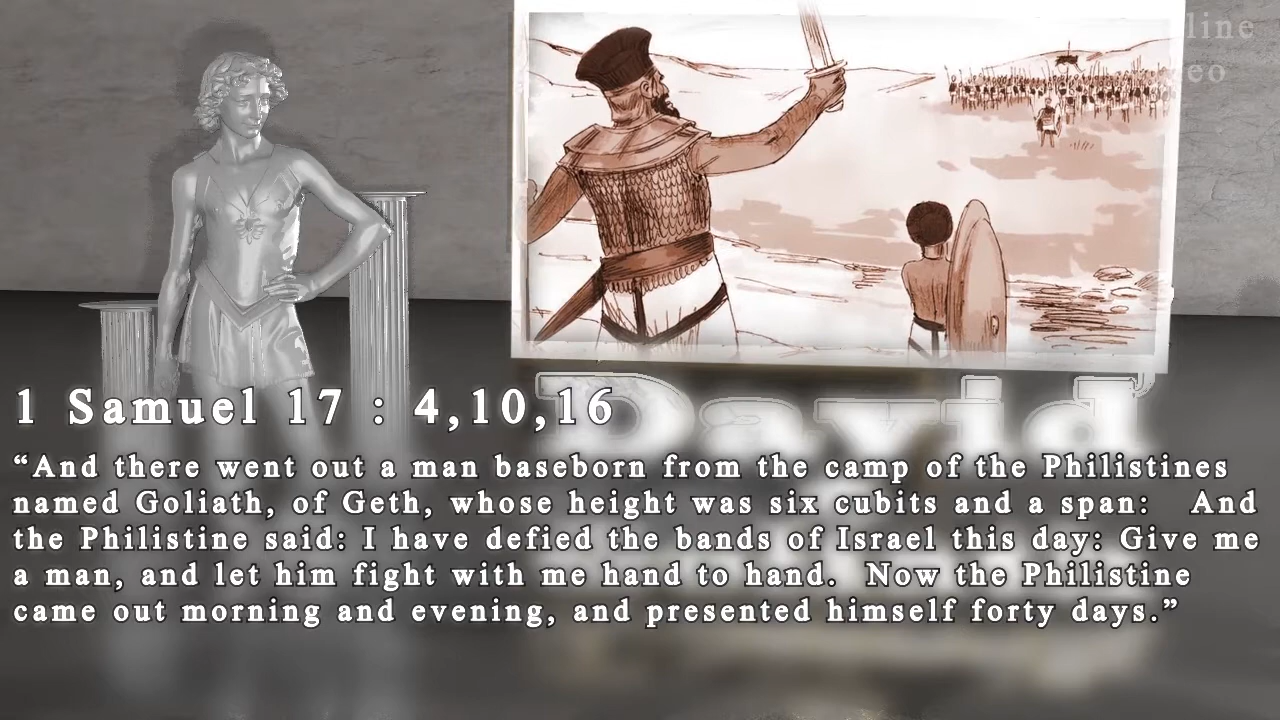 line
eo
1 Samuel 17 : 4,10,16
David
“And there went out a man baseborn from the camp of the Philistines
named Goliath, of Geth, whose height was six cubits and a span:   And
the Philistine said: I have defied the bands of Israel this day: Give me
a man, and let him fight with me hand to hand.  Now the Philistine
came out morning and evening, and presented himself forty days.”